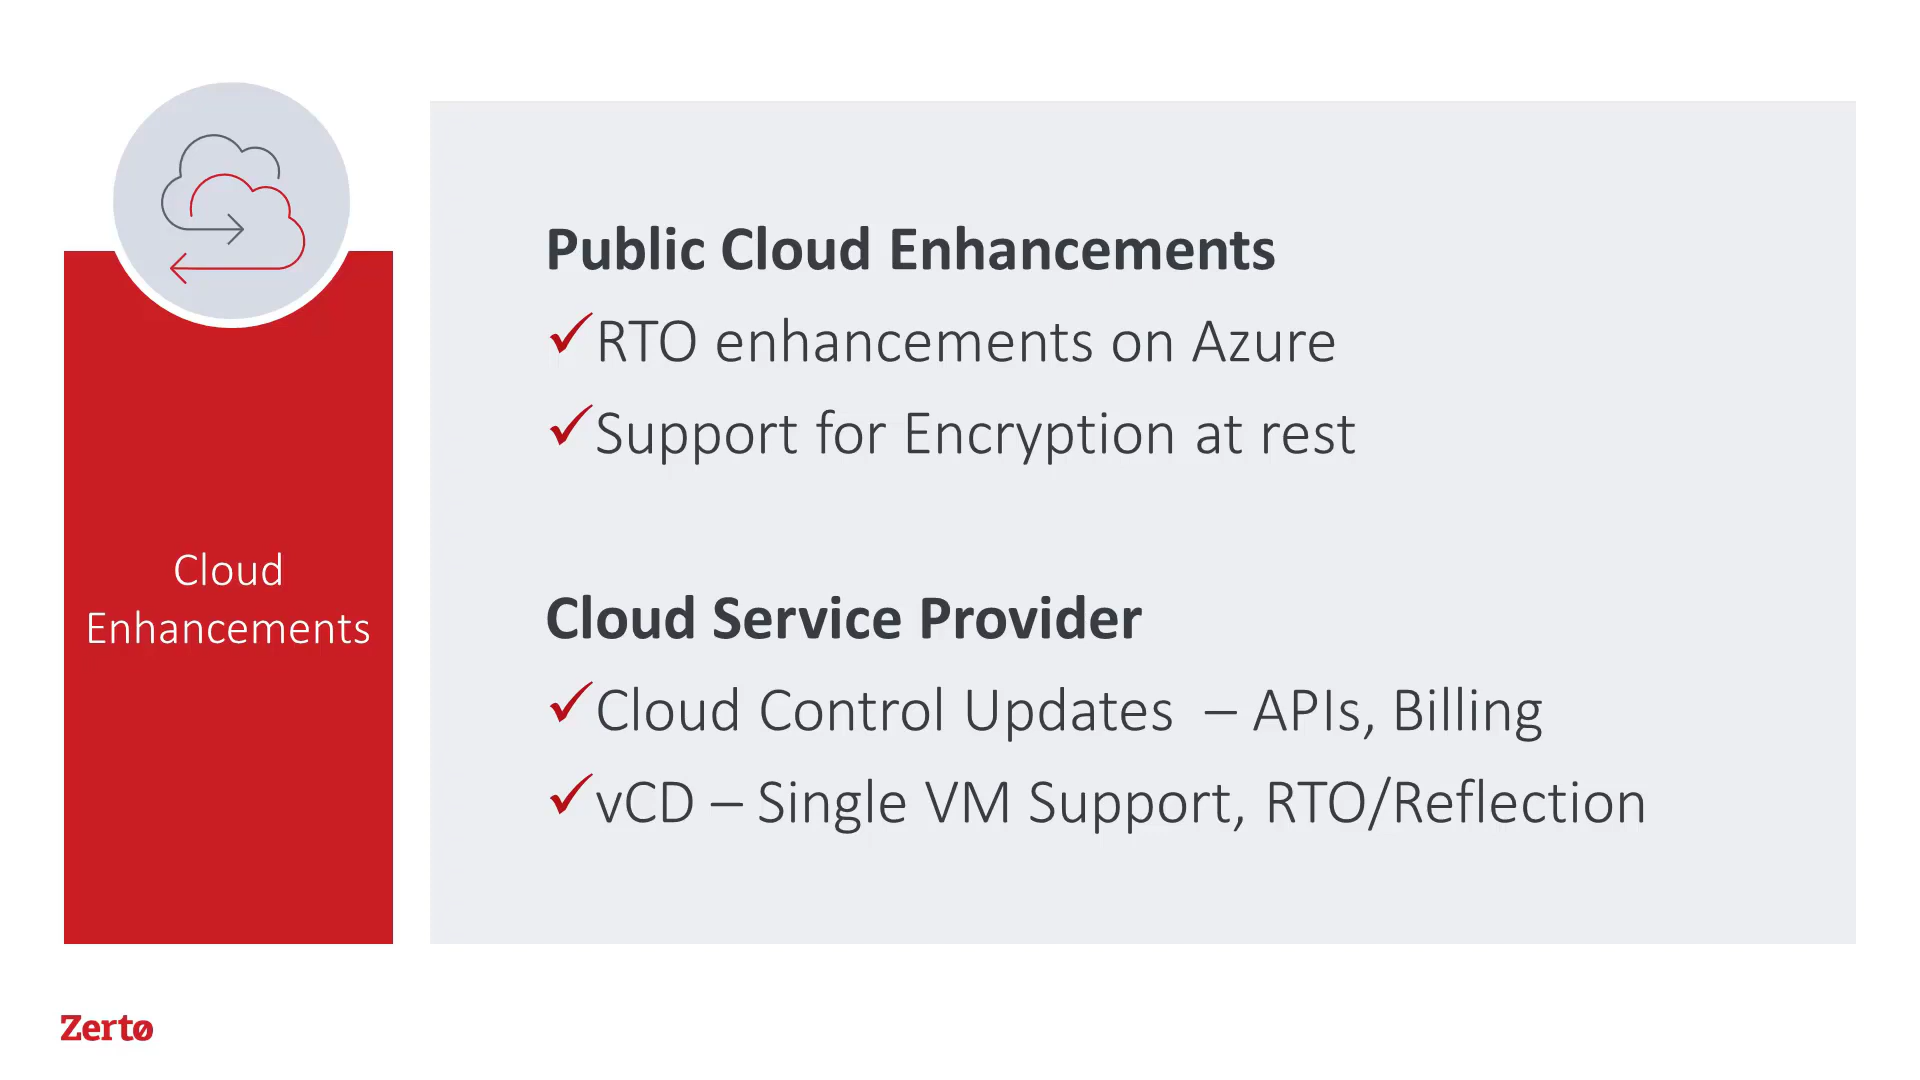 Cloud
Enhancements
Public Cloud Enhancements
✓RTO enhancements on Azure
✓Support for Encryption at rest
Cloud Service Provider
✓Cloud Control Updates – APIs, Billing
✓vCD – Single VM Support, RTO/Reflection
Zerto